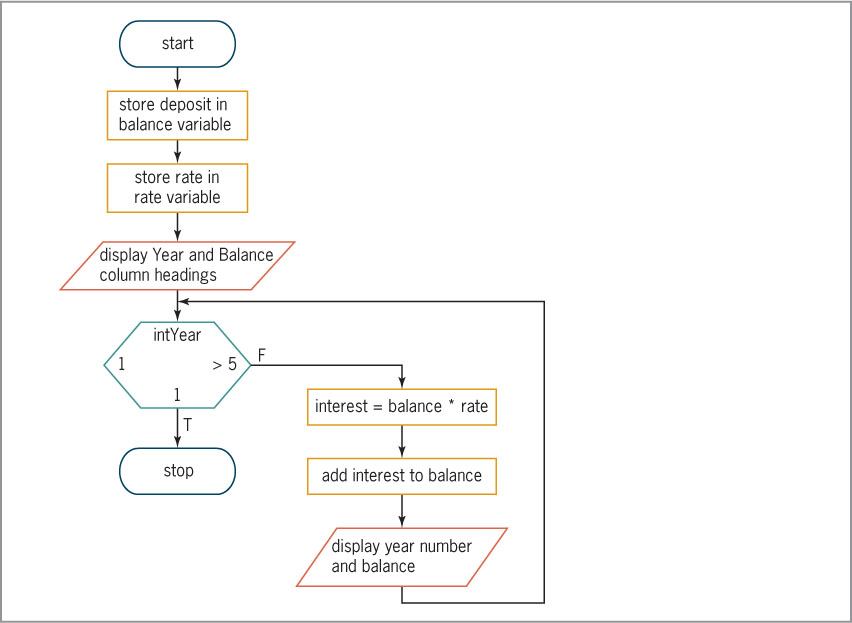 start
store deposit in
balance variable
store rate in
rate variable
display Year and Balance
column headings
intYear
1
> 5
1
F
T
stop
interest = balance * rate
add interest to balance
display year number
and balance